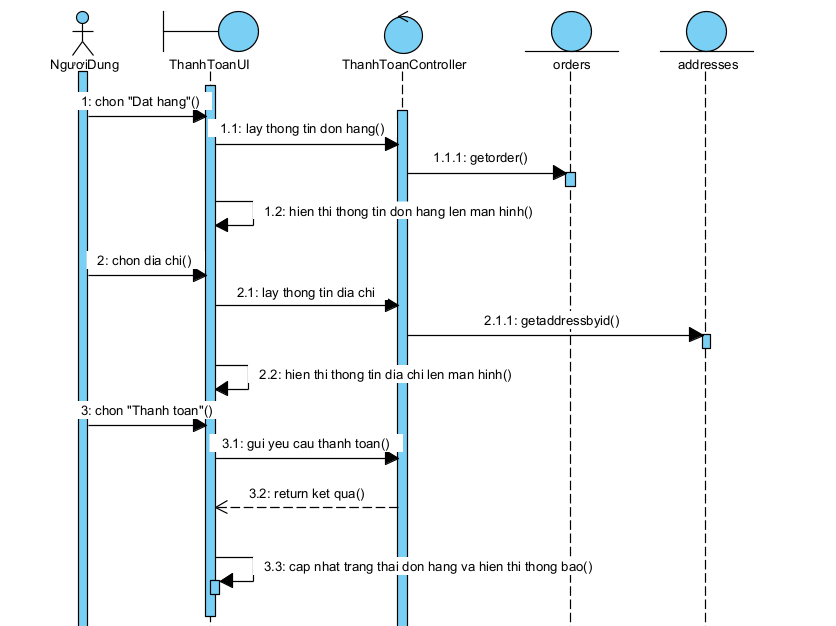 NgườiDung
ThanhToanUI
ThanhToanController
orders
addresses
1: chon "Dat hang"()
1.1: lay thong tin don hang()
1.1.1: getorder()
1.2: hien thi thong tin don hang len man hinh()
2: chon dia chi()
2.1: lay thong tin dia chi
2.1.1: getaddressbyid()
2.2: hien thi thong tin dia chi len man hinh()
3: chon "Thanh toan"()
3.1: gui yeu cau thanh toan()
3.2: return ket qua()
3.3: cap nhat trang thai don hang va hien thi thong bao()